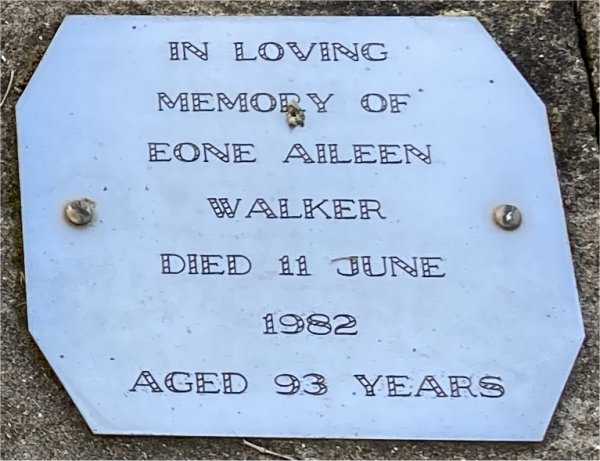 IN LOVING
MEMORY OF
EONE AILEEN
WALKER
DIED 11 JUNE
1982
AGED 93 YEARS